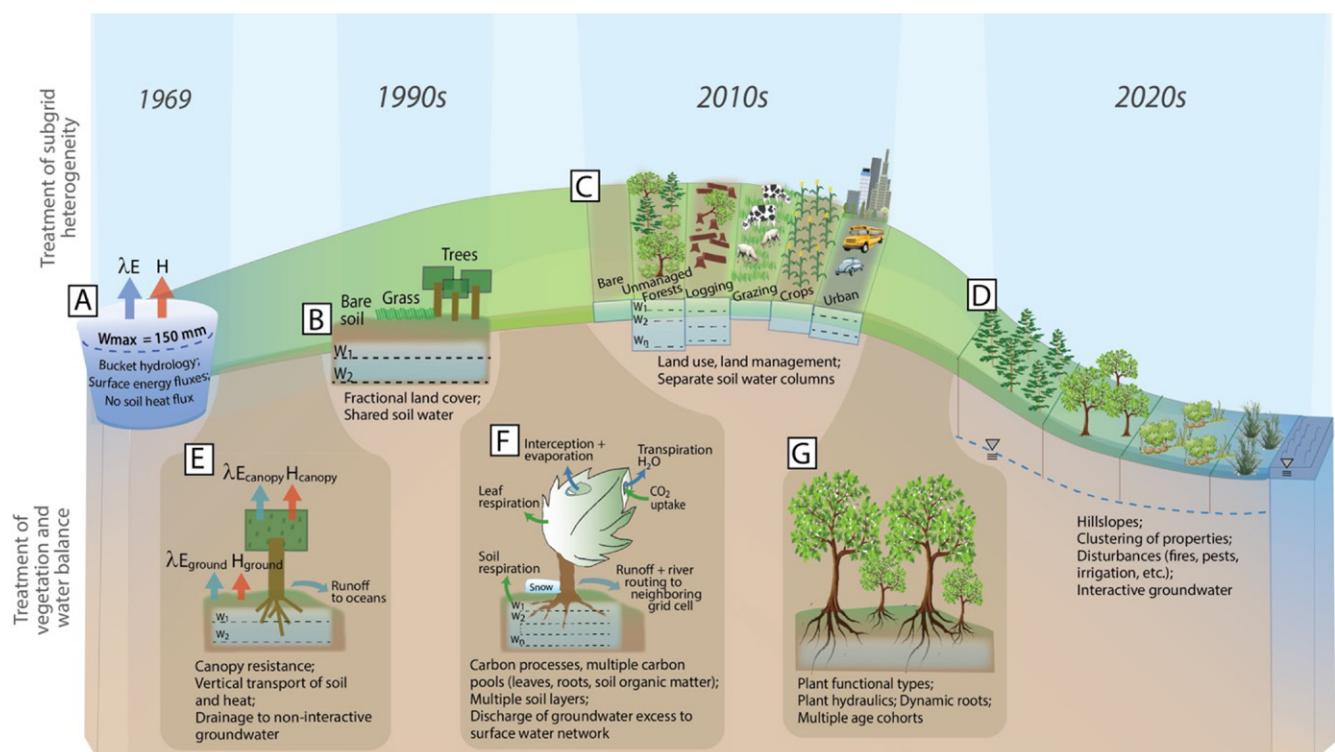 Treatment of subgrid
heterogeneity
1969
1990s
2010s
2020s
A
λE H
Wmax = 150 mm
Bucket hydrology;
Surface energy fluxes;
No soil heat flux
B
Bare
soil
Grass
Trees
W1
W2
Fractional land cover;
Shared soil water
C
Bare
Unmanaged
Forests
Logging
Grazing
Crops
Urban
W1
W2
Wn
Land use, land management;
Separate soil water columns
D
Hillslopes;
Clustering of properties;
Disturbances (fires, pests,
irrigation, etc.);
Interactive groundwater
Treatment of
vegetation and
water balance
E
λEcanopy Hcanopy
λEground Hground
Runoff
to oceans
W1
W2
Canopy resistance;
Vertical transport of soil
and heat;
Drainage to non-interactive
groundwater
F
Interception +
evaporation
Transpiration
H2O
CO2
uptake
Leaf
respiration
Soil
respiration
Snow
Runoff + river
routing to
neighboring
grid cell
W1
W2
Wn
Carbon processes, multiple carbon
pools (leaves, roots, soil organic matter);
Multiple soil layers;
Discharge of groundwater excess to
surface water network
G
Plant functional types;
Plant hydraulics; Dynamic roots;
Multiple age cohorts